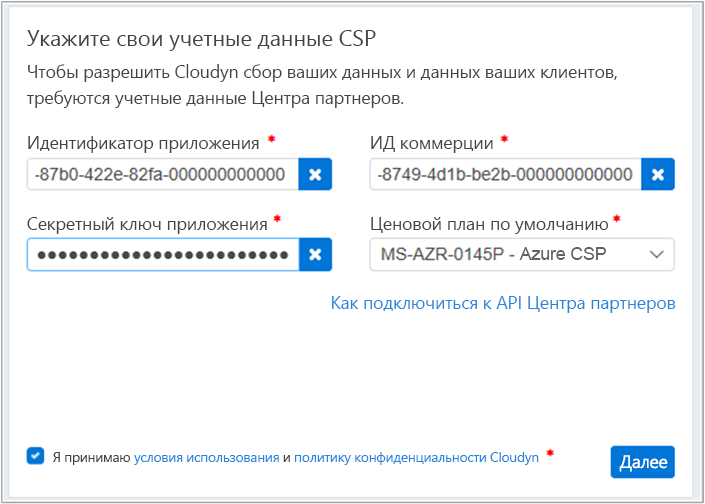 Укажите свои учетные данные CSP
Чтобы разрешить Cloudyn сбор ваших данных и данных ваших клиентов,
требуются учетные данные Центра партнеров.
Идентификатор приложения *
ИД коммерции *
-87b0-422e-82fa-000000000000
-8749-4d1b-be2b-000000000000
Секретный ключ приложения *
Ценовой план по умолчанию *
●●●●●●●●●●●●●●●●●●●●●●●●
MS-AZR-0145P - Azure CSP
Как подключиться к API Центра партнеров
Я принимаю условия использования и политику конфиденциальности Cloudyn *
Далее